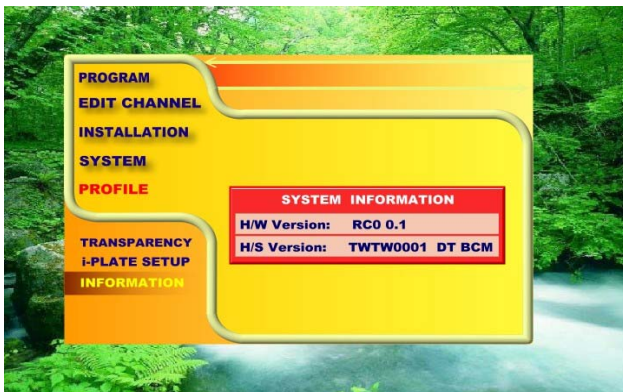 PROGRAM
EDIT CHANNEL
INSTALLATION
SYSTEM
PROFILE
TRANSPARENCY
i-PLATE SETUP
INFORMATION
SYSTEM INFORMATION
H/W Version: RC0 0.1
H/S Version: TWTW0001 DT BCM